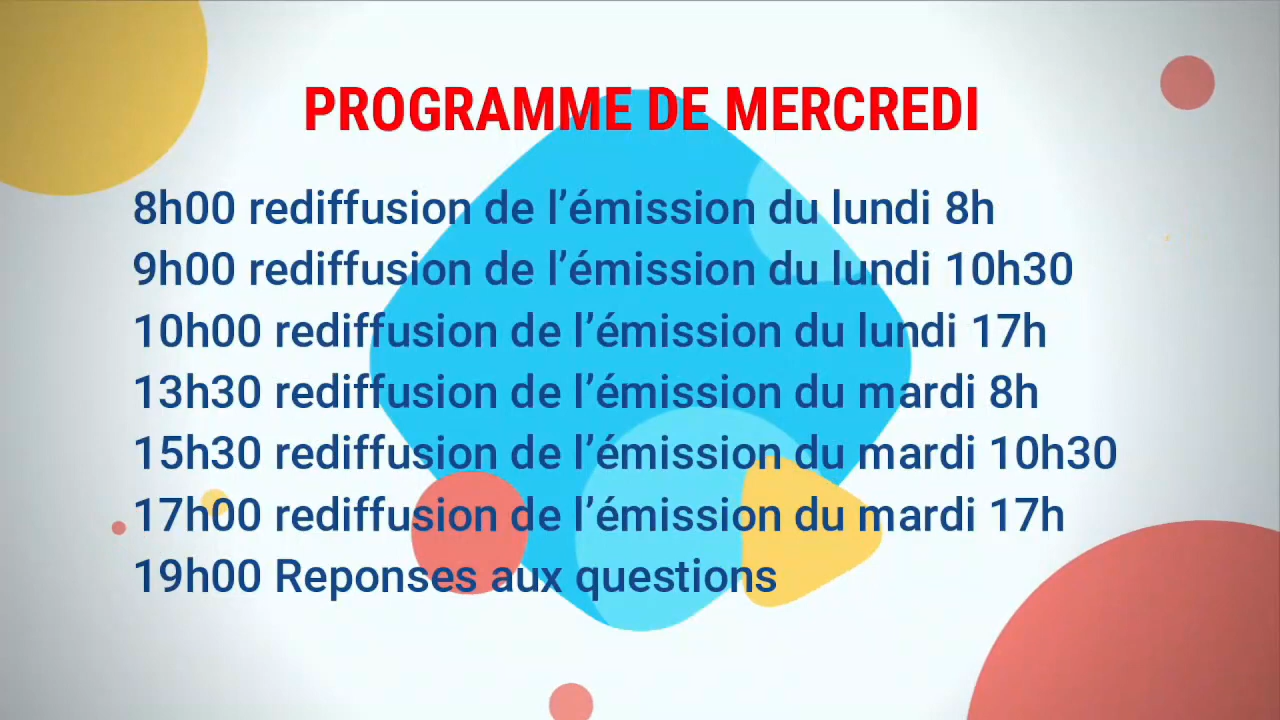 PROGRAMME DE MERCREDI
8h00 rediffusion de l’émission du lundi 8h
9h00 rediffusion de l’émission du lundi 10h30
10h00 rediffusion de l’émission du lundi 17h
13h30 rediffusion de l’émission du mardi 8h
15h30 rediffusion de l’émission du mardi 10h30
17h00 rediffusion de l’émission du mardi 17h
19h00 Reponses aux questions